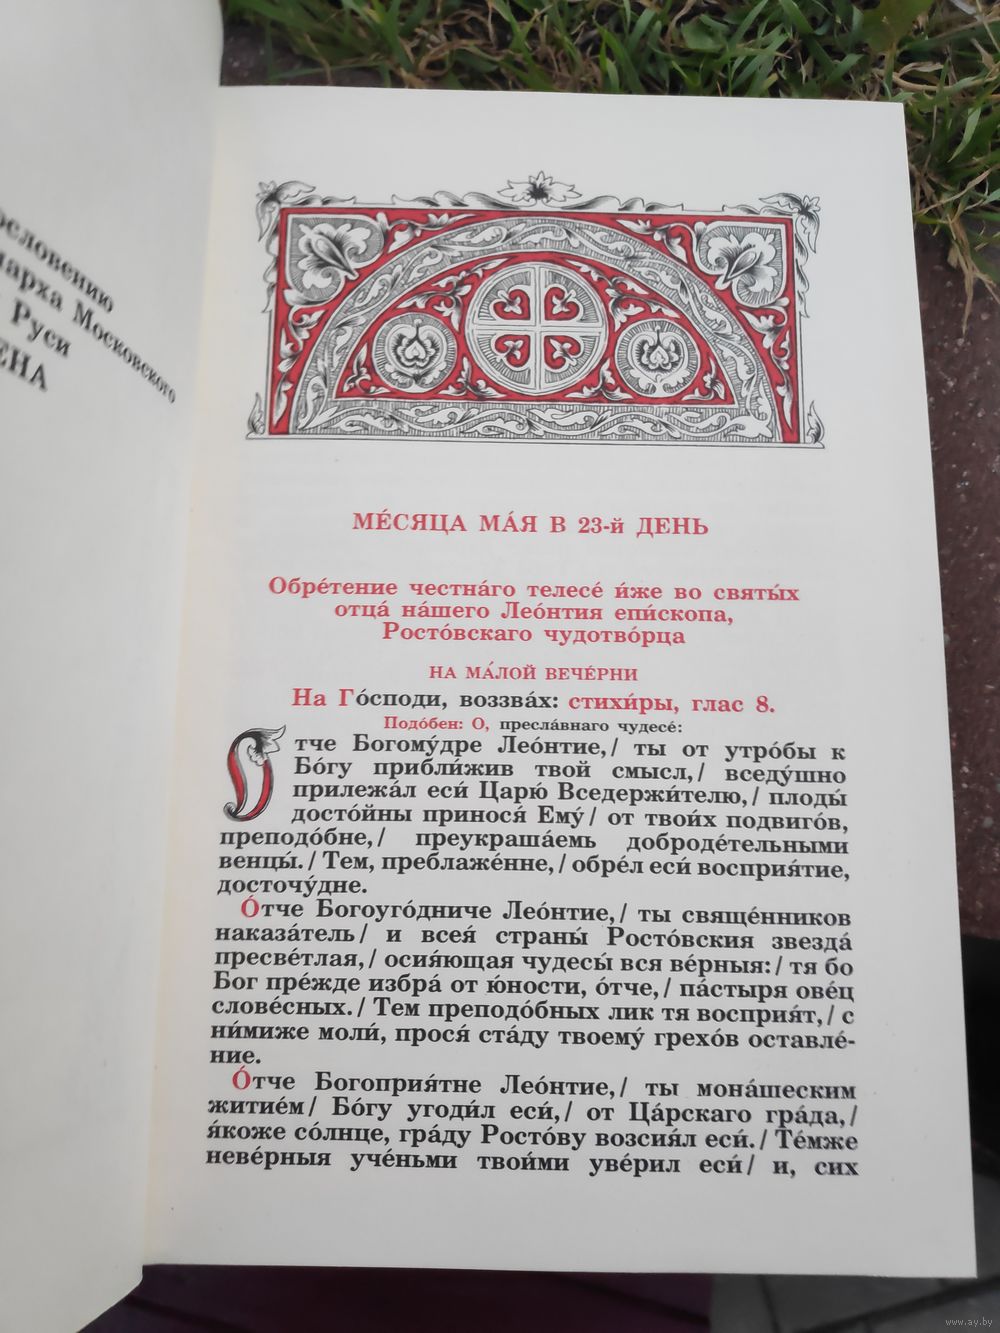 ословению
арха Московского
Руси
ЕНА
МЕ́СЯЦА МА́Я В 23-й ДЕНЬ
Обре́тение честна́го телесе́ и́же во святы́х
отца́ на́шего Лео́нтия епи́скопа,
Росто́вскаго чудотво́рца
НА МА́ЛОЙ ВЕЧЕ́РНИ
На Го́споди, воззва́х: стихи́ры, глас 8.
Подо́бен: О, пресла́внаго чудесе́:
О́тче Богому́дре Лео́нтие,/ ты от утро́бы к
Бо́гу прибли́жив твой смысл,/ вседу́шно
прилежа́л еси́ Царю́ Вседержи́телю,/ плоды́
досто́йны принося́ Ему́/ от твои́х подвиго́в,
преподо́бне,/ преукраша́емь доброде́тельными
венцы́./ Тем, преблаже́нне,/ обре́л еси́ восприя́тие,
досточу́дне.
О́тче Богоуго́дниче Лео́нтие,/ ты свяще́нников
наказа́тель/ и всея́ страны́ Росто́вския звезда́
пресве́тлая,/ осия́ющая чудесы́ вся ве́рныя:/ тя бо
Бог пре́жде избра́ от ю́ности, о́тче,/ па́стыря ове́ц
слове́сных./ Тем преподо́бных лик тя восприя́т,/ с
ни́миже моли́, прося́ ста́ду твоему́ грехо́в оставле́-
ние.
О́тче Богоприя́тне Лео́нтие,/ ты мона́шеским
житие́м/ Бо́гу угоди́л еси́,/ от Ца́рскаго гра́да,/
я́коже со́лнце, гра́ду Росто́ву возсия́л еси́./ Те́мже
неве́рныя уче́ньми твои́ми уве́рил еси́/ и, сих
www.ay.by